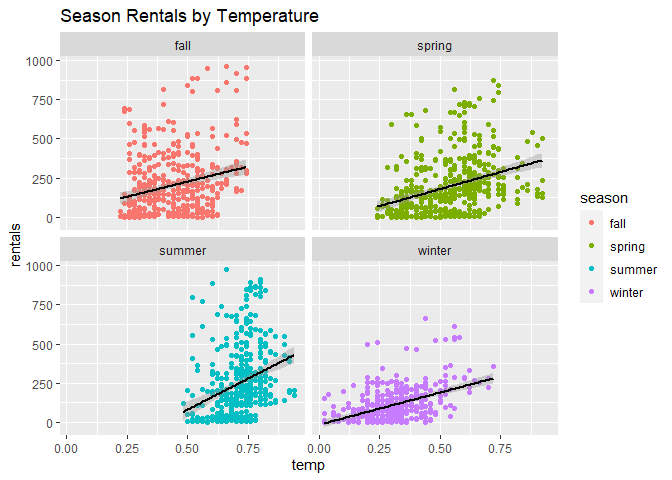 Season Rentals by Temperature
fall
spring
1000
750
500
250
0
summer
winter
1000
750
500
250
0
rentals
0.00
0.25
0.50
0.75
0.00
0.25
0.50
0.75
temp
season
fall
spring
summer
winter